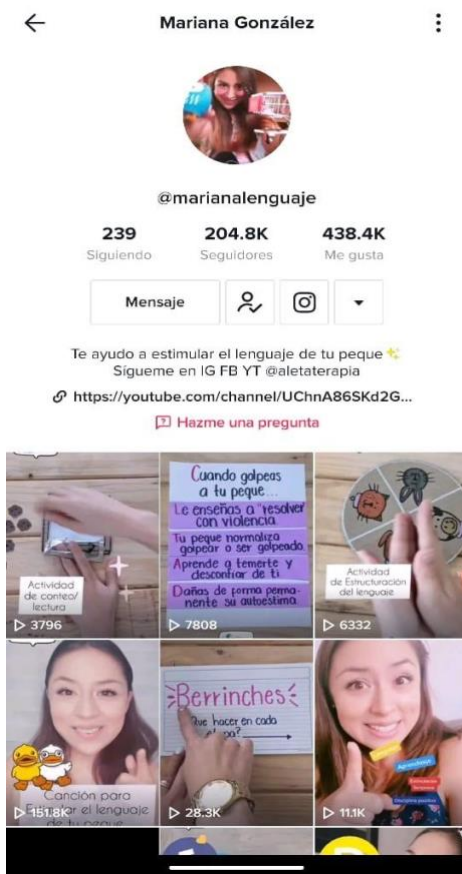 Mariana González
@marianalenguaje
239
204.8K
438.4K
Siguiendo
Seguidores
Me gusta
Mensaje
Te ayudo a estimular el lenguaje de tu peque
Sígueme en IG FB YT @aletaterapia
https://youtube.com/channel/UChnA86SKd2G...
Hazme una pregunta
Actividad
de conteo/
lectura
3796
Cuando golpeas
a tu peque...
Le enseñas a "resolver"
con violencia
Tu peque normaliza
golpear o ser golpeado
Aprende a temerte y
desconfiar de ti
Dañas de forma perma-
nente su autoestima
7808
Actividad
de Estructuración
del lenguaje
6332
Canción para
el lenguaje
de tu peque
151.8K
Berrinches
Que hacer en cada
28.3K
Aprendizaje
Disciplina positiva
11.1K